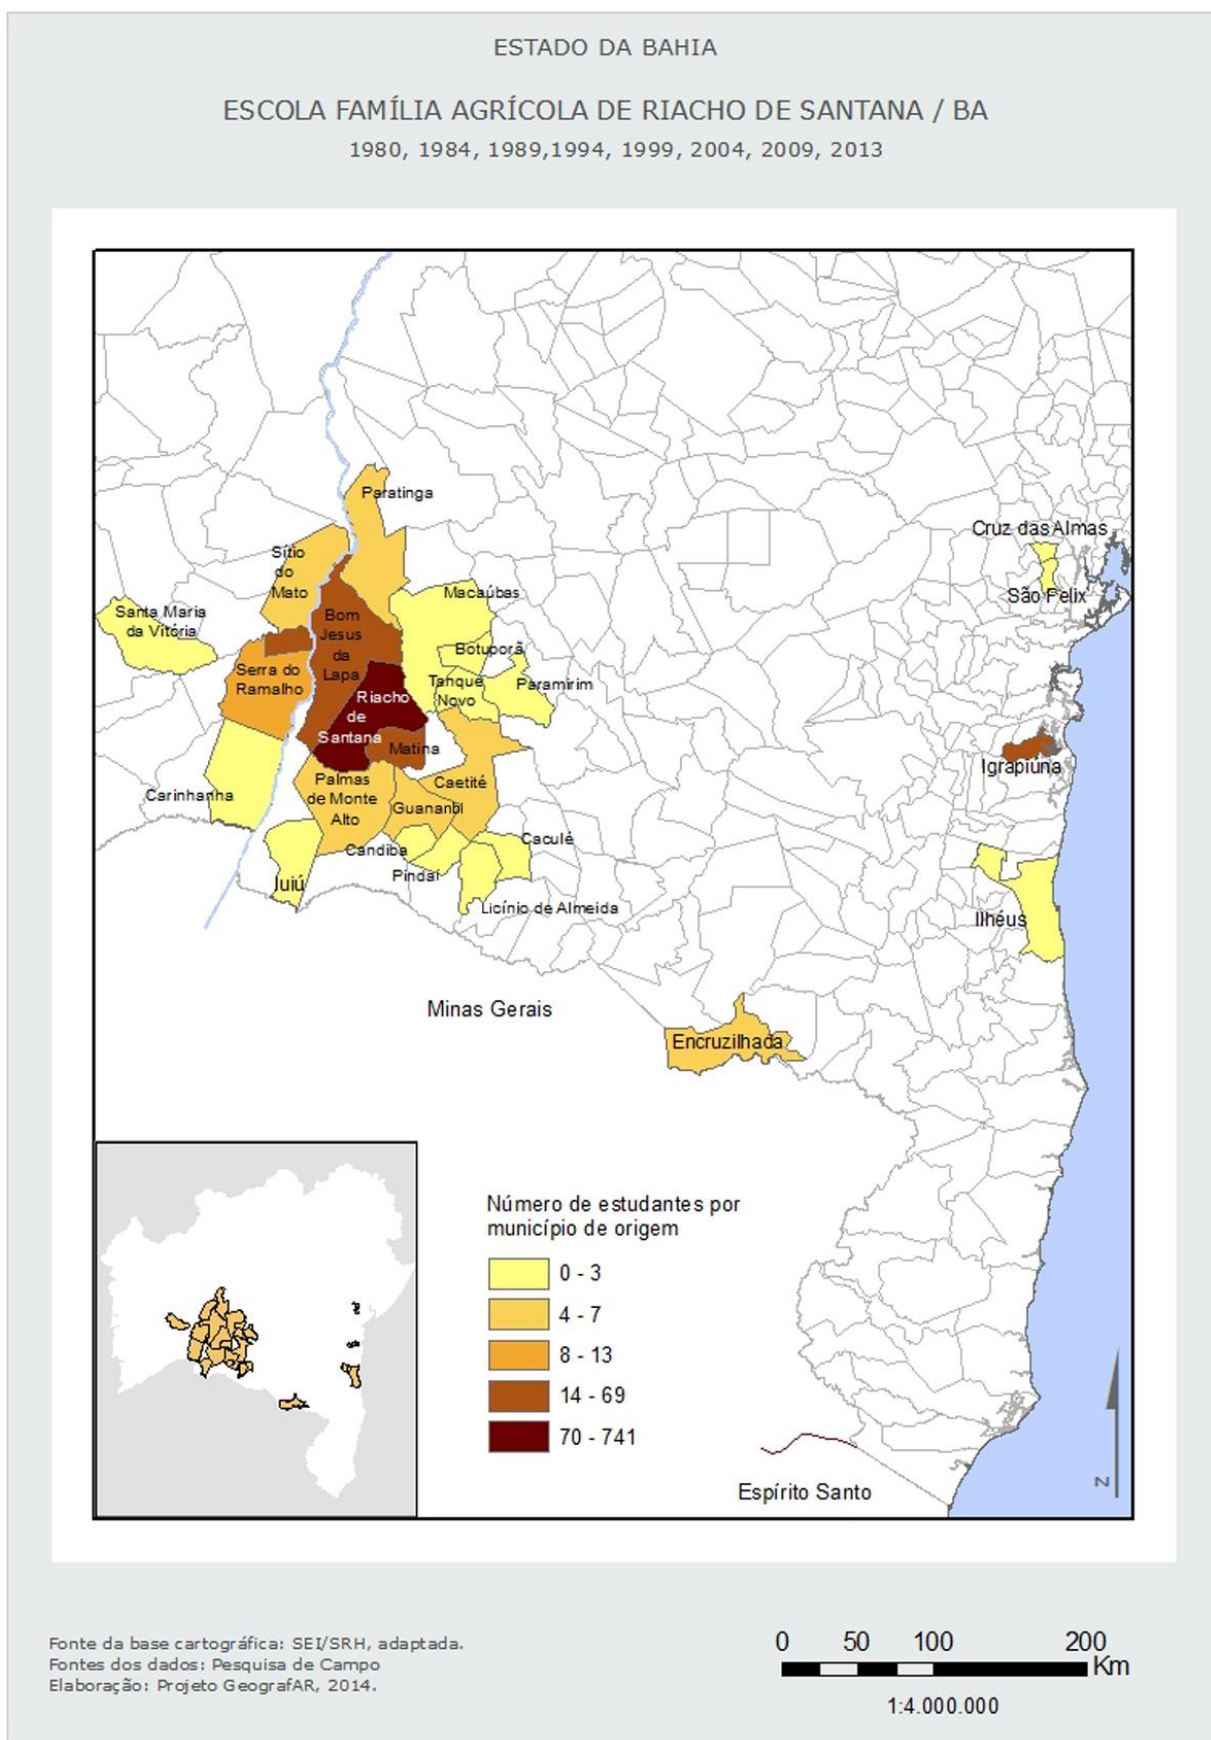 ESTADO DA BAHIA
ESCOLA FAMÍLIA AGRÍCOLA DE RIACHO DE SANTANA / BA
1980, 1984, 1989,1994, 1999, 2004, 2009, 2013
Paratinga
Cruz das Almas
Sítio
do
Mato
Macaúbas
São Felix
Santa Maria
da Vitória
Bom
Jesus
da
Lapa
Botuporã
Serra do
Ramalho
Tanque
Novo
Paramirim
Riacho
de
Santana
Matina
Igrapiúna
Palmas
de Monte
Alto
Caetité
Carinhanha
Guananbi
Candiba
Caculé
Pindaí
Iuiú
Licínio de Almeida
Ilhéus
Minas Gerais
Encruzilhada
Número de estudantes por
município de origem
0 - 3
4 - 7
8 - 13
14 - 69
70 - 741
Espírito Santo
N
Fonte da base cartográfica: SEI/SRH, adaptada.
Fontes dos dados: Pesquisa de Campo
Elaboração: Projeto GeografAR, 2014.
0 50 100 200
Km
1:4.000.000